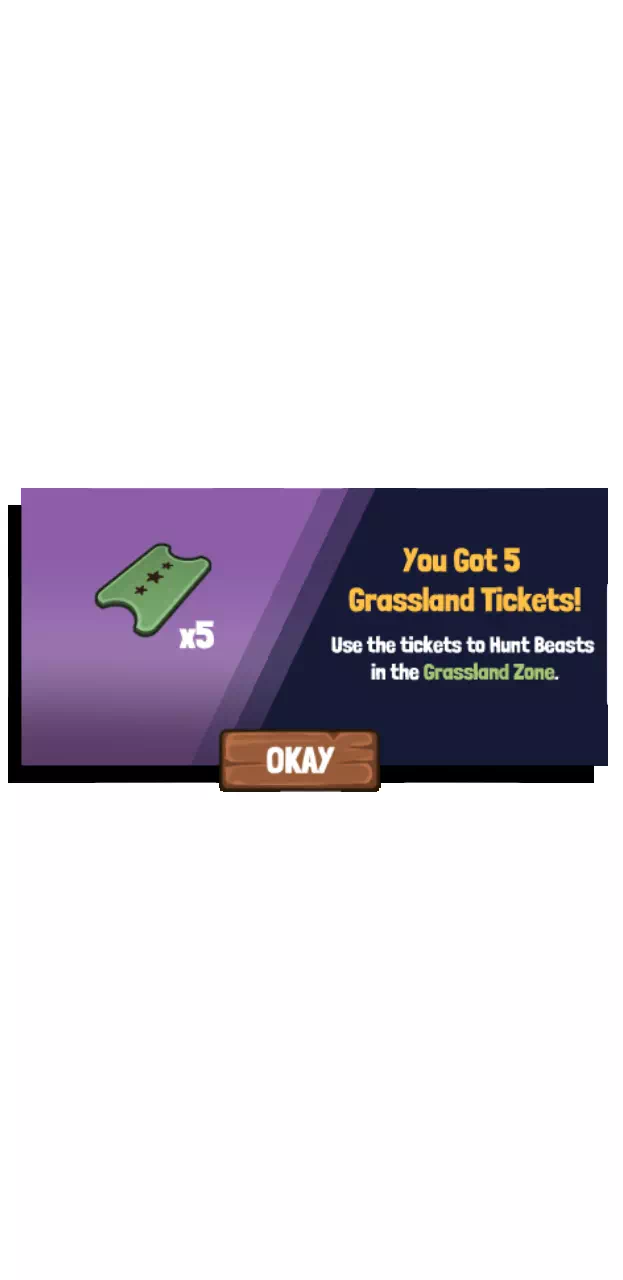 You Got 5
Grassland Tickets!
x5
Use the tickets to Hunt Beasts
in the Grassland Zone.
OKAY